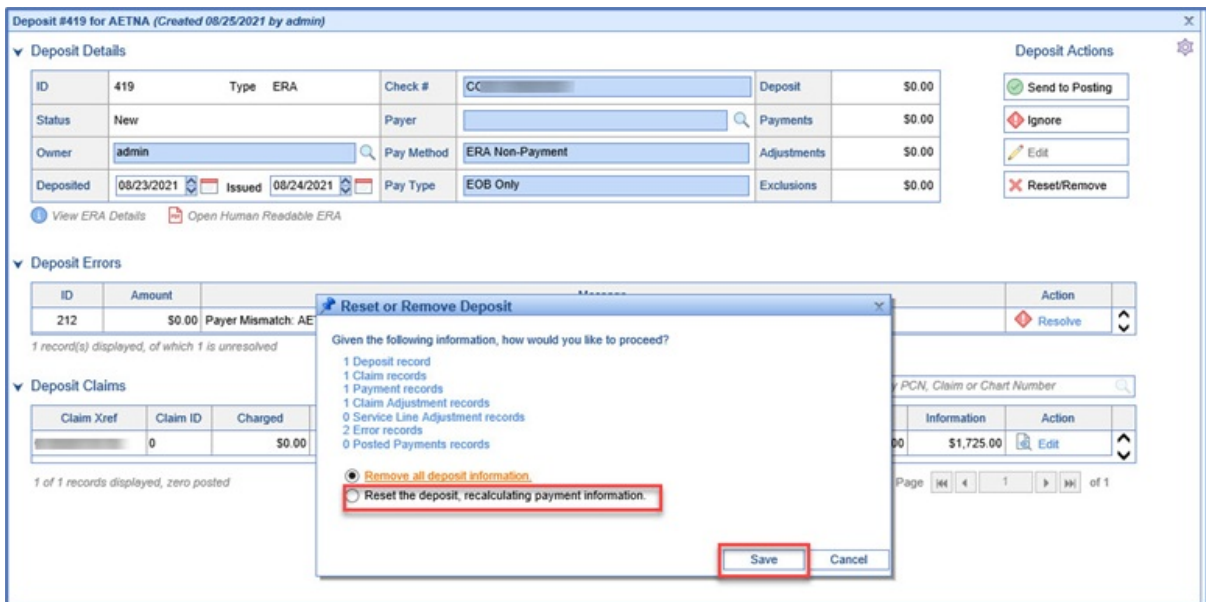 Deposit #419 for AETNA (Created 08/25/2021 by admin) X
Deposit Details Deposit Actions
ID 419 Type ERA Check # CC Deposit $0.00 Send to Posting
Status New Payer Payments $0.00 Ignore
Owner admin Pay Method ERA Non-Payment Adjustments $0.00 Edit
Deposited 08/23/2021 Issued 08/24/2021 Pay Type EOB Only Exclusions $0.00 Reset/Remove
View ERA Details PDF Open Human Readable ERA
Deposit Errors
ID Amount Message Action
212 $0.00 Payer Mismatch: Resolve
1 record(s) displayed, of which 1 is unresolved
Deposit Claims PCN, Claim or Chart Number
Claim Xref Claim ID Charged Information Action
0 $0.00 $1,725.00 Edit
1 of 1 records displayed, zero posted Page 1 of 1
Reset or Remove Deposit X
Given the following information, how would you like to proceed?
1 Deposit record
1 Claim records
1 Payment records
1 Claim Adjustment records
0 Service Line Adjustment records
2 Error records
0 Posted Payments records
Remove all deposit information.
Reset the deposit, recalculating payment information.
Save Cancel